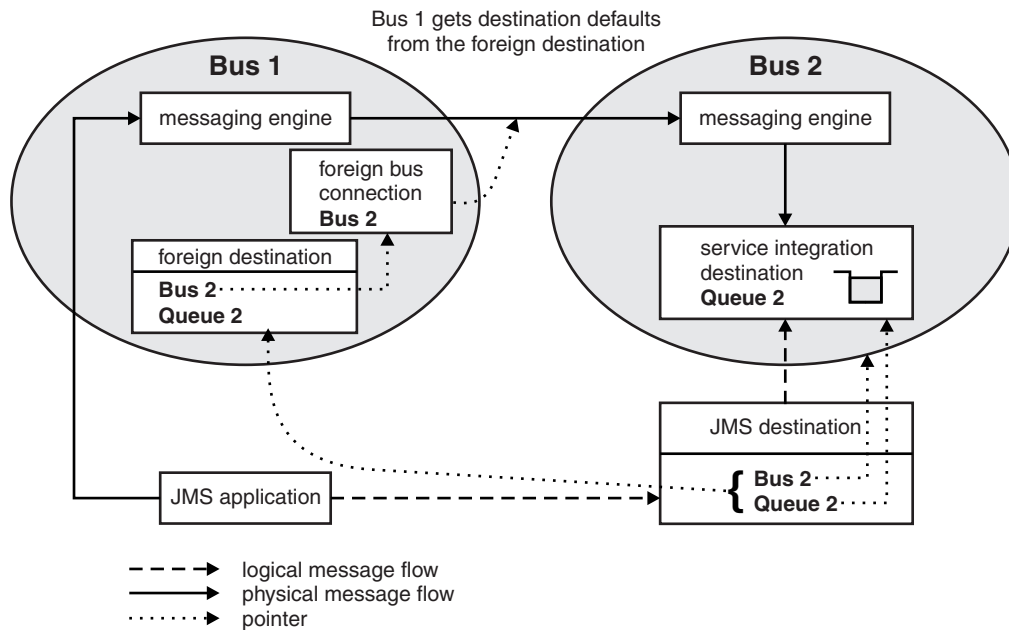 Bus 1 gets destination defaults
from the foreign destination
Bus 1
messaging engine
foreign bus
connection
Bus 2
foreign destination
Bus 2
Queue 2
Bus 2
messaging engine
service integration
destination
Queue 2
JMS destination
{ Bus 2
Queue 2
JMS application
logical message flow
physical message flow
pointer